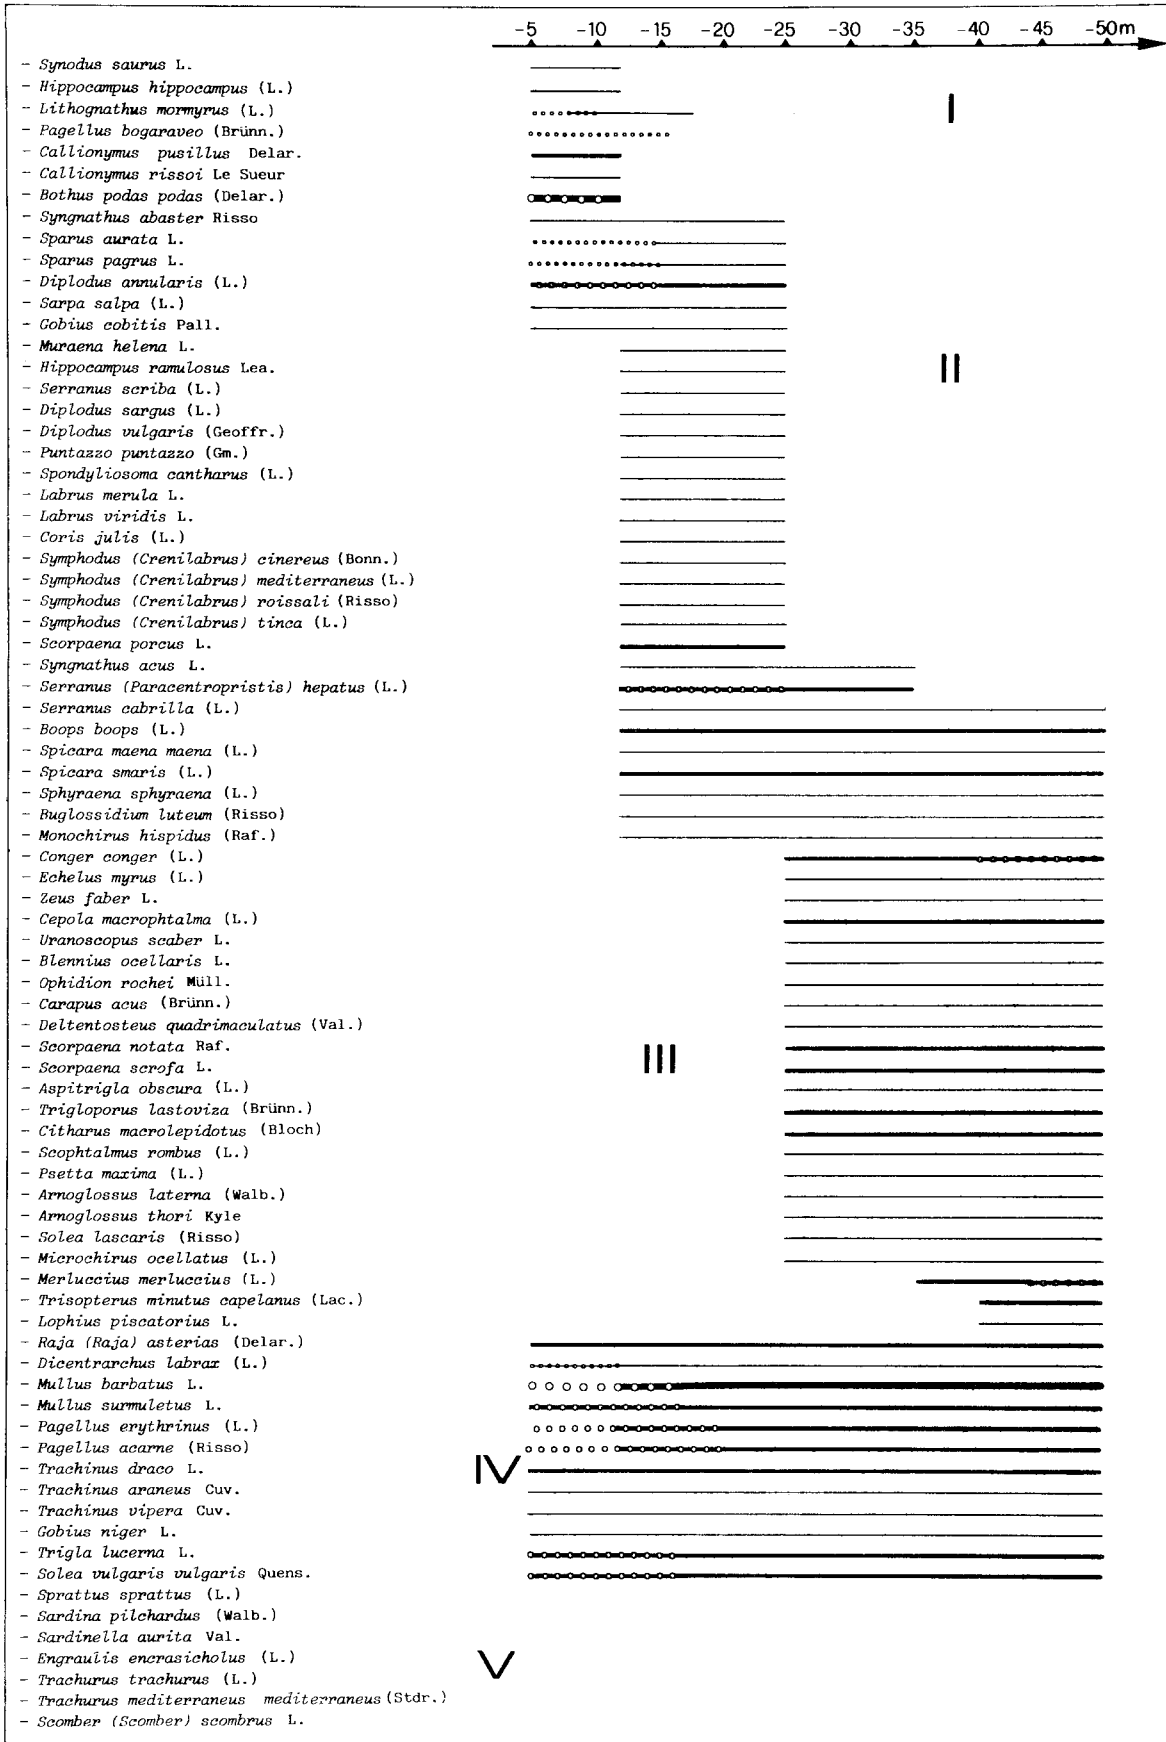 -5 -10 -15 -20 -25 -30 -35 -40 -45 -50m
- Synodus saurus L.
- Hippocampus hippocampus (L.)
- Lithognathus mormyrus (L.)
I
- Pagellus bogaraveo (Brünn.)
- Callionymus pusillus Delar.
- Callionymus rissoi Le Sueur
- Bothus podas podas (Delar.)
- Syngnathus abaster Risso
- Sparus aurata L.
- Sparus pagrus L.
- Diplodus annularis (L.)
- Sarpa salpa (L.)
- Gobius cobitis Pall.
- Muraena helena L.
- Hippocampus ramulosus Lea.
II
- Serranus scriba (L.)
- Diplodus sargus (L.)
- Diplodus vulgaris (Geoffr.)
- Puntazzo puntazzo (Gm.)
- Spondyliosoma cantharus (L.)
- Labrus merula L.
- Labrus viridis L.
- Coris julis (L.)
- Symphodus (Crenilabrus) cinereus (Bonn.)
- Symphodus (Crenilabrus) mediterraneus (L.)
- Symphodus (Crenilabrus) roissali (Risso)
- Symphodus (Crenilabrus) tinca (L.)
- Scorpaena porcus L.
- Syngnathus acus L.
- Serranus (Paracentropristis) hepatus (L.)
- Serranus cabrilla (L.)
- Boops boops (L.)
- Spicara maena maena (L.)
- Spicara smaris (L.)
- Sphyraena sphyraena (L.)
- Buglossidium luteum (Risso)
- Monochirus hispidus (Raf.)
- Conger conger (L.)
- Echelus myrus (L.)
- Zeus faber L.
- Cepola macrophtalma (L.)
- Uranoscopus scaber L.
- Blennius ocellaris L.
- Ophidion rochei Müll.
- Carapus acus (Brünn.)
- Deltentosteus quadrimaculatus (Val.)
- Scorpaena notata Raf.
III
- Scorpaena scrofa L.
- Aspitrigla obscura (L.)
- Trigloporus lastoviza (Brünn.)
- Citharus macrolepidotus (Bloch)
- Scophtalmus rombus (L.)
- Psetta maxima (L.)
- Arnoglossus laterna (Walb.)
- Arnoglossus thori Kyle
- Solea lascaris (Risso)
- Microchirus ocellatus (L.)
- Merluccius merluccius (L.)
- Trisopterus minutus capelanus (Lac.)
- Lophius piscatorius L.
- Raja (Raja) asterias (Delar.)
- Dicentrarchus labrax (L.)
- Mullus barbatus L.
- Mullus surmuletus L.
- Pagellus erythrinus (L.)
- Pagellus acarne (Risso)
- Trachinus draco L.
IV
- Trachinus araneus Cuv.
- Trachinus vipera Cuv.
- Gobius niger L.
- Trigla lucerna L.
- Solea vulgaris vulgaris Quens.
- Sprattus sprattus (L.)
- Sardina pilchardus (Walb.)
- Sardinella aurita Val.
- Engraulis encrasicholus (L.)
V
- Trachurus trachurus (L.)
- Trachurus mediterraneus mediterraneus (Stdr.)
- Scomber (Scomber) scombrus L.